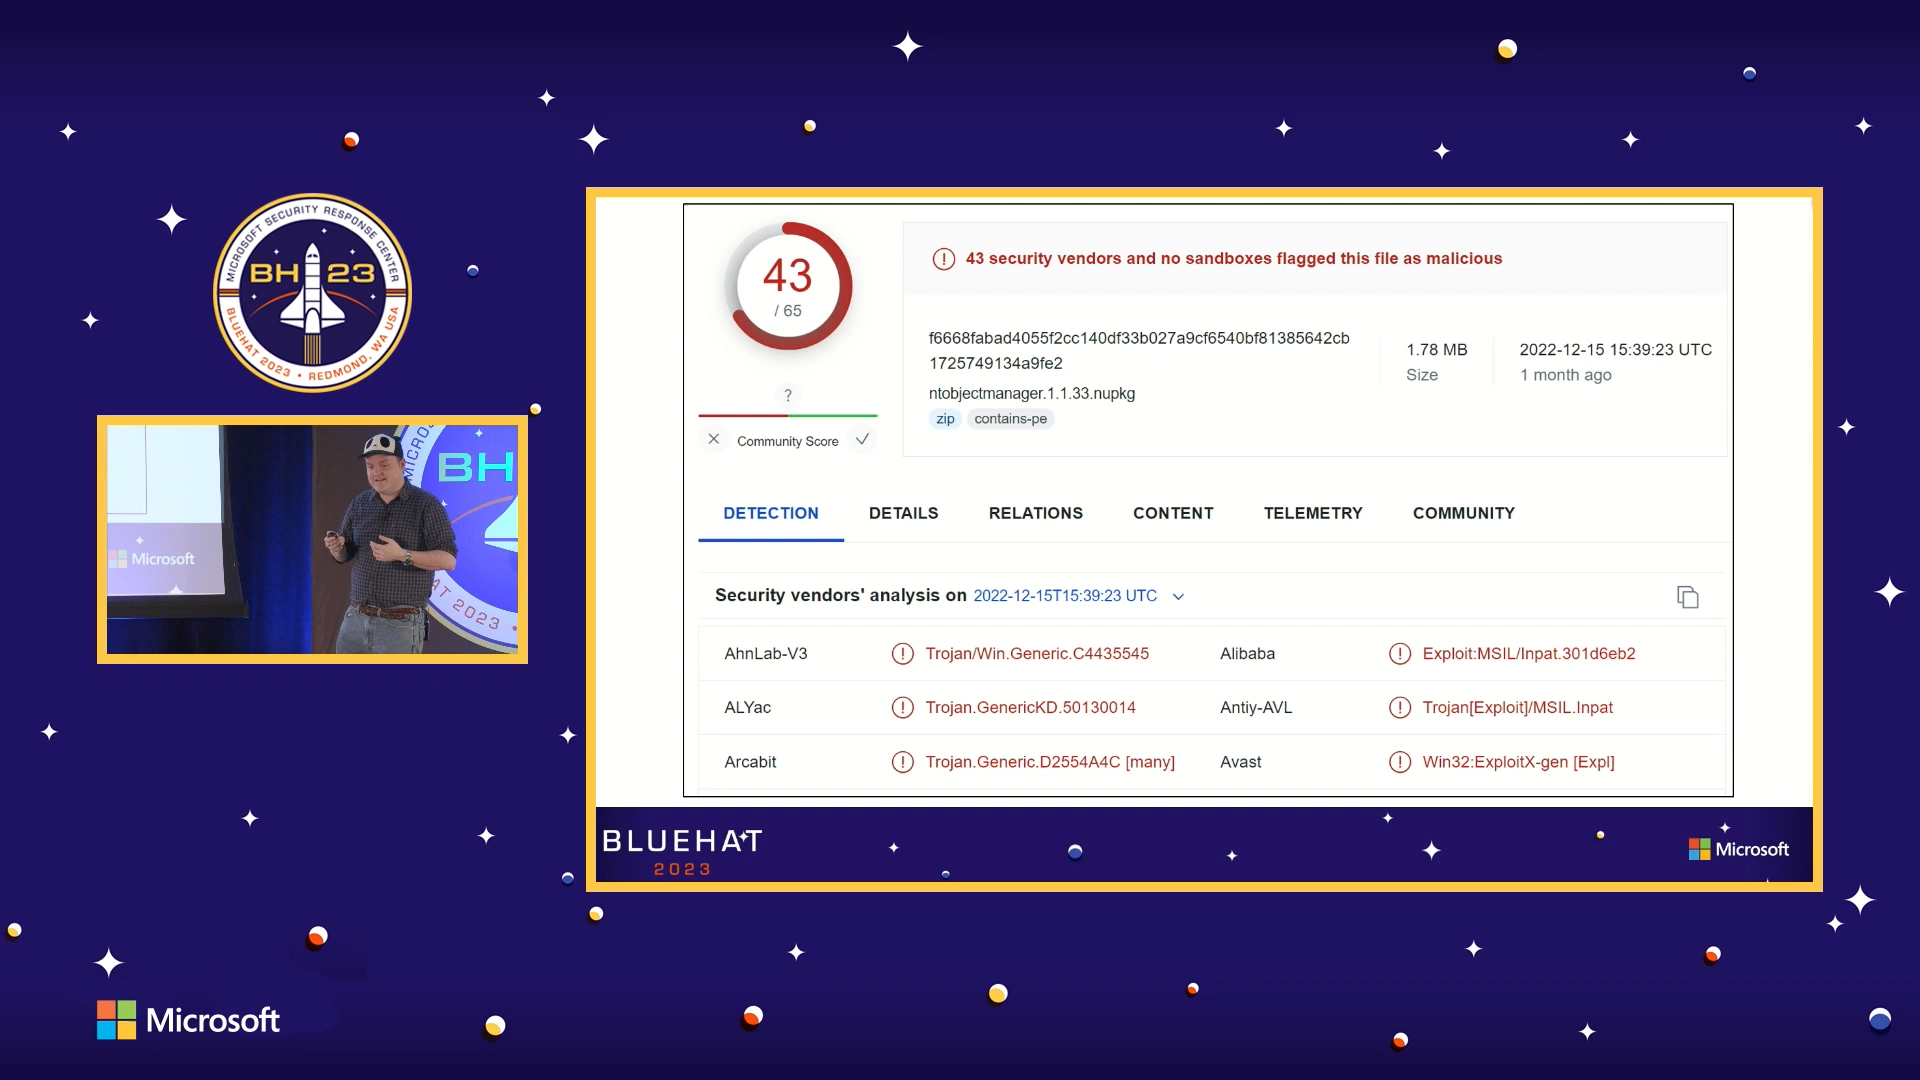 MICROSOFT SECURITY RESPONSE CENTER
BH 23
BLUEHAT 2023 • REDMOND, WA USA
Microsoft
MICROS
BH
AT 2023 •
43
/ 65
?
Community Score
43 security vendors and no sandboxes flagged this file as malicious
f6668fabad4055f2cc140df33b027a9cf6540bf81385642cb
1725749134a9fe2
ntobjectmanager.1.1.33.nupkg
zip contains-pe
1.78 MB
Size
2022-12-15 15:39:23 UTC
1 month ago
DETECTION DETAILS RELATIONS CONTENT TELEMETRY COMMUNITY
Security vendors' analysis on 2022-12-15T15:39:23 UTC
AhnLab-V3 Trojan/Win.Generic.C4435545 Alibaba Exploit:MSIL/Inpat.301d6eb2
ALYac Trojan.GenericKD.50130014 Antiy-AVL Trojan[Exploit]/MSIL.Inpat
Arcabit Trojan.Generic.D2554A4C [many] Avast Win32:ExploitX-gen [Expl]
BLUEHAT
2023
Microsoft
Microsoft